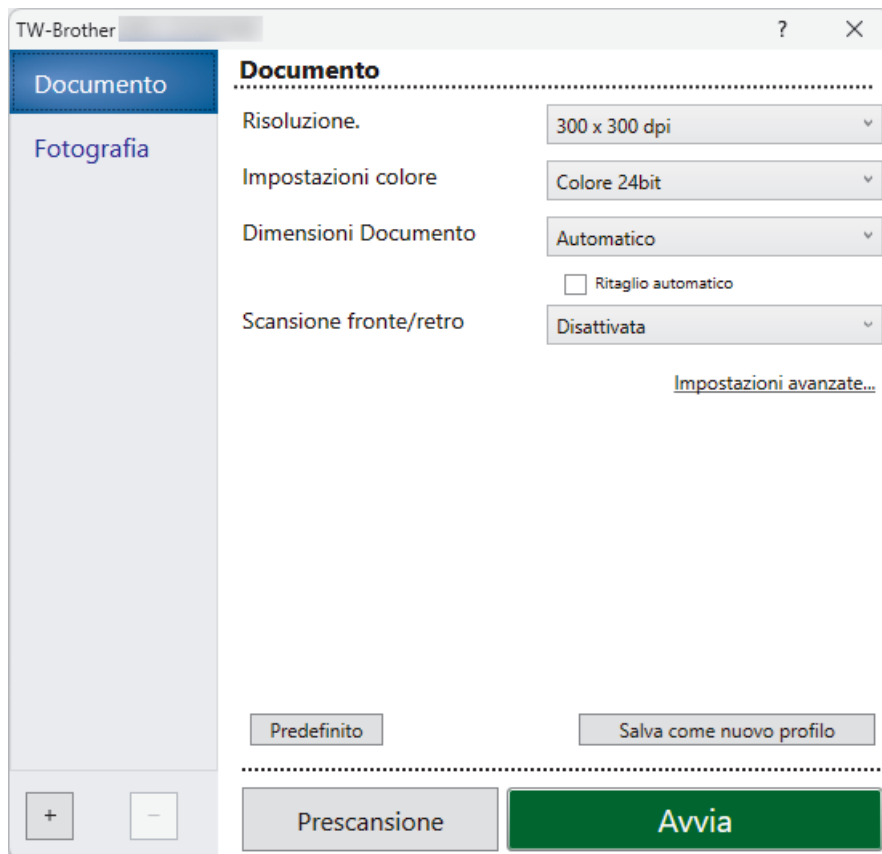 TW-Brother
?
Documento
Fotografia
Documento
Risoluzione.
300 x 300 dpi
Impostazioni colore
Colore 24bit
Dimensioni Documento
Automatico
Ritaglio automatico
Scansione fronte/retro
Disattivata
Impostazioni avanzate...
Predefinito
Salva come nuovo profilo
+
−
Prescansione
Avvia